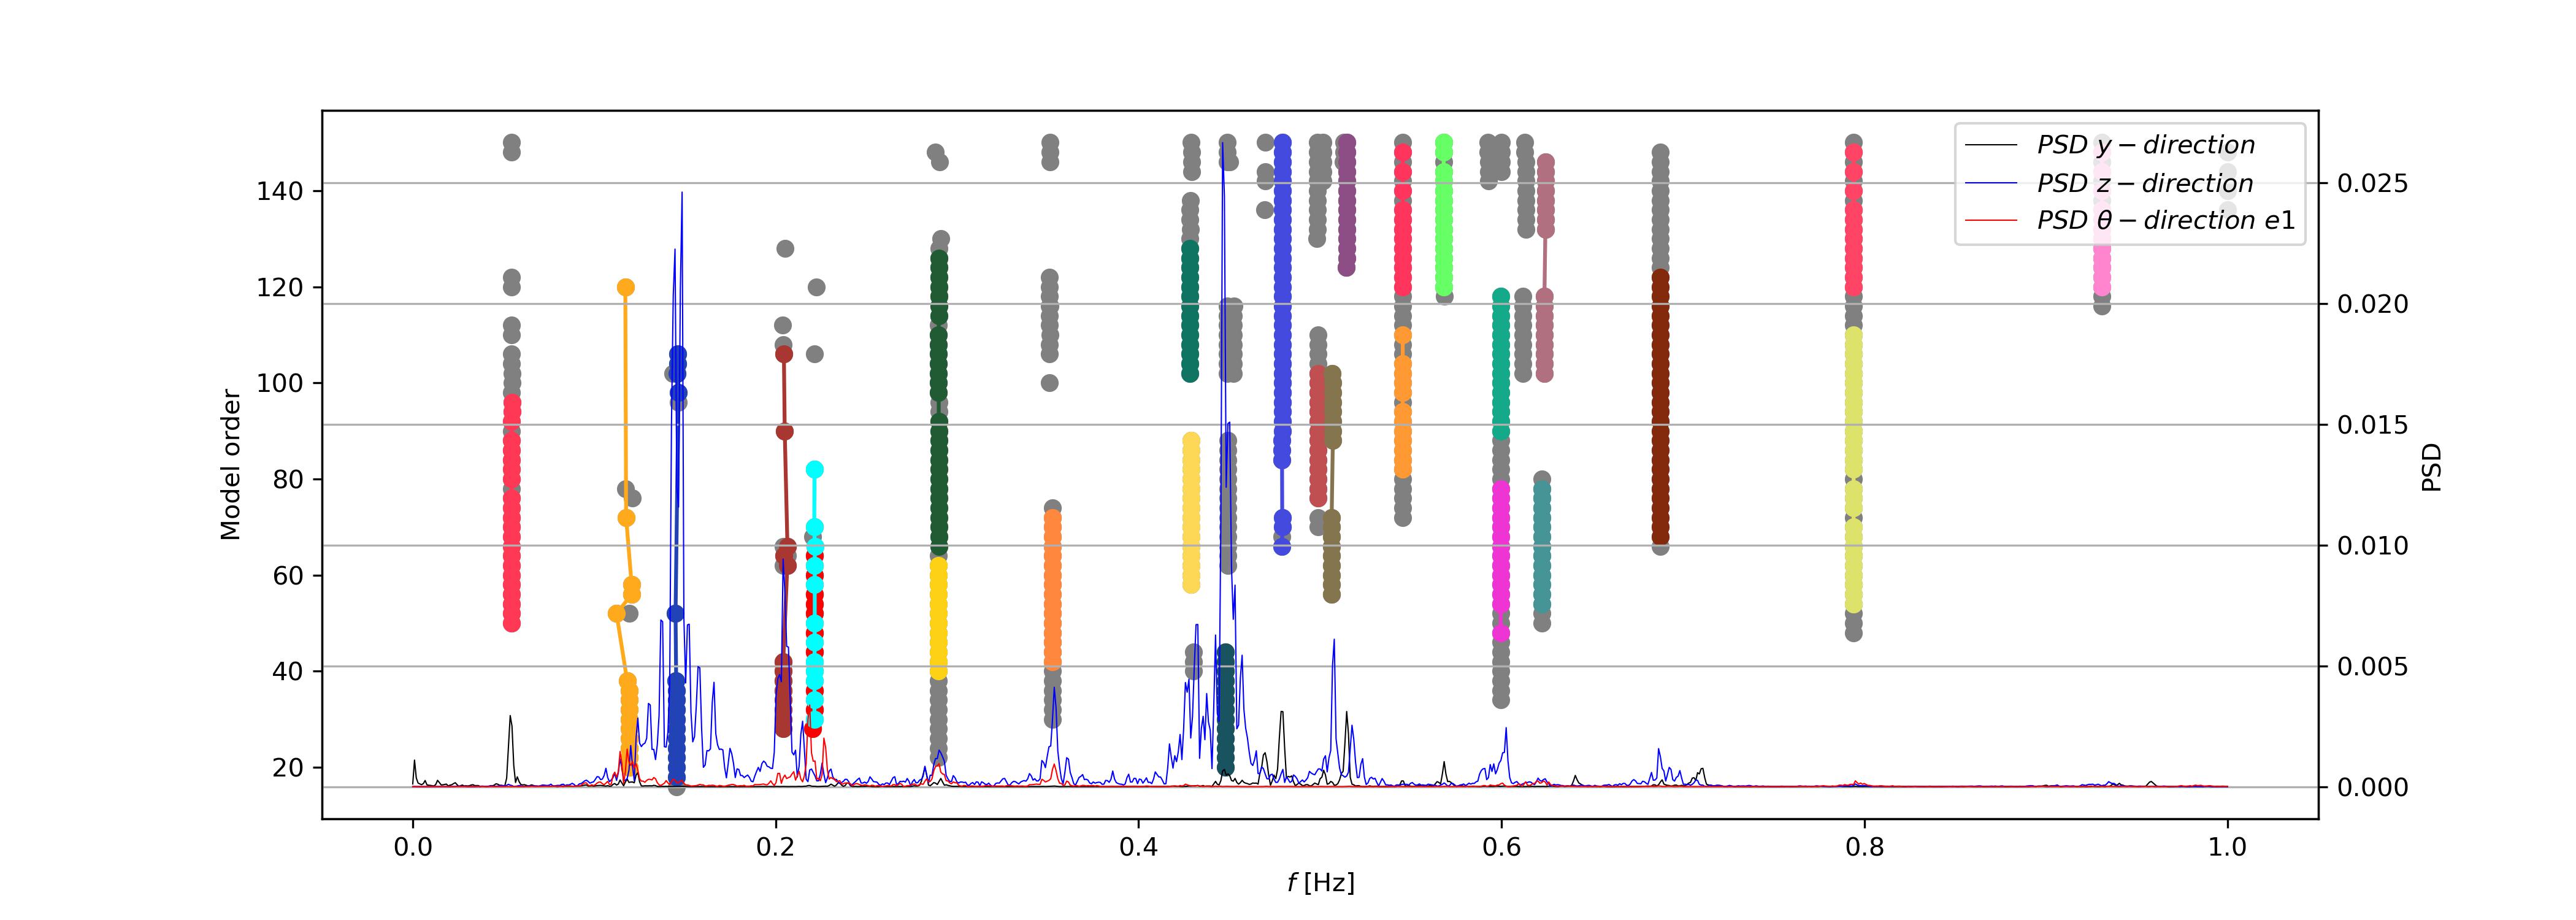 PSD y − direction
PSD z − direction
PSD θ − direction e1
Model order
140
120
100
80
60
40
20
0.025
0.020
0.015
0.010
0.005
0.000
PSD
0.0 0.2 0.4 0.6 0.8 1.0
f [Hz]